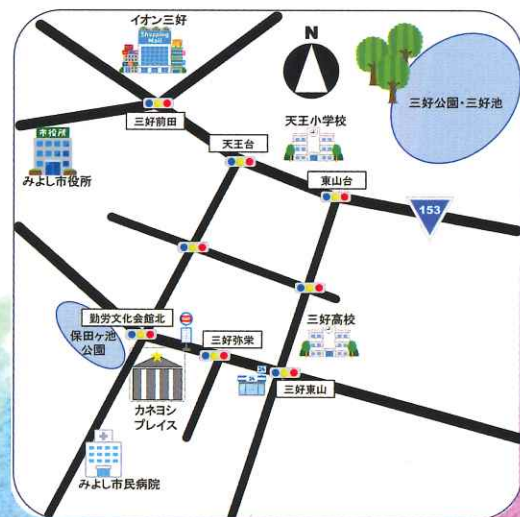 イオン三好
Shopping
Mall
N
三好公園・三好池
三好前田
天王小学校
天王台
市役所
みよし市役所
東山台
153
勤労文化会館北
保田ヶ池
公園
三好弥栄
三好高校
三好東山
カネヨシ
プレイス
みよし市民病院